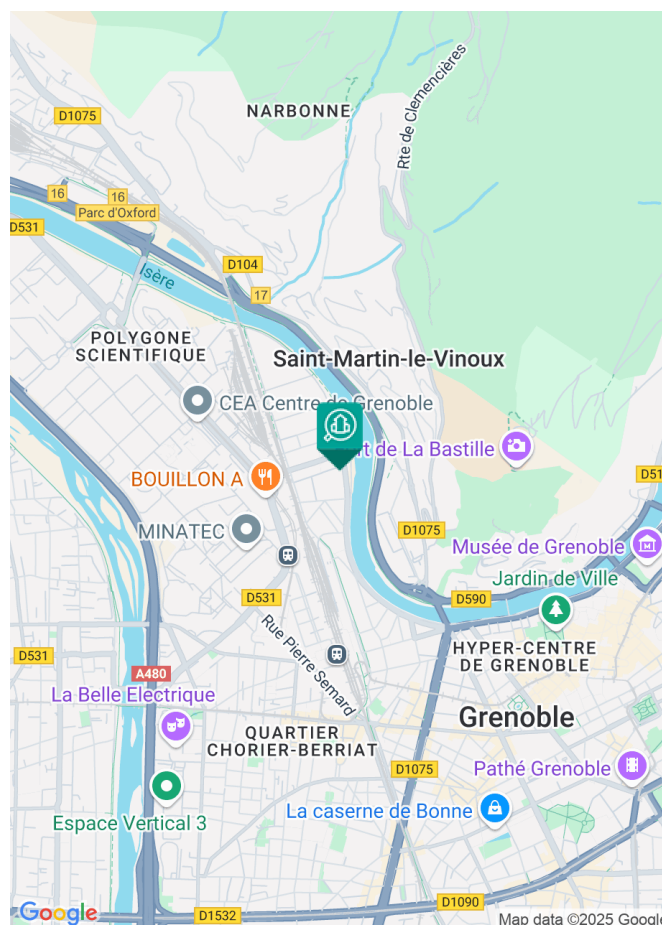 NARBONNE
D1075
Rte de Clemencières
16
16
Parc d'Oxford
D531
D104
Isère
17
POLYGONE
SCIENTIFIQUE
Saint-Martin-le-Vinoux
CEA Centre de Grenoble
rt de La Bastille
BOUILLON A
D51
MINATEC
D1075
Musée de Grenoble
Jardin de Ville
D531
D590
Rue Pierre Semard
HYPER-CENTRE
DE GRENOBLE
D531
A480
La Belle Electrique
Grenoble
QUARTIER
CHORIER-BERRIAT
D1075
Pathé Grenoble
La caserne de Bonne
Espace Vertical 3
D1090
Google
D1532
Map data ©2025 Google